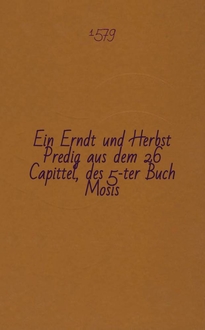 1579
Ein Erndt und Herbst
Predig aus dem 26
Capittel, des 5-ter Buch
Mosis